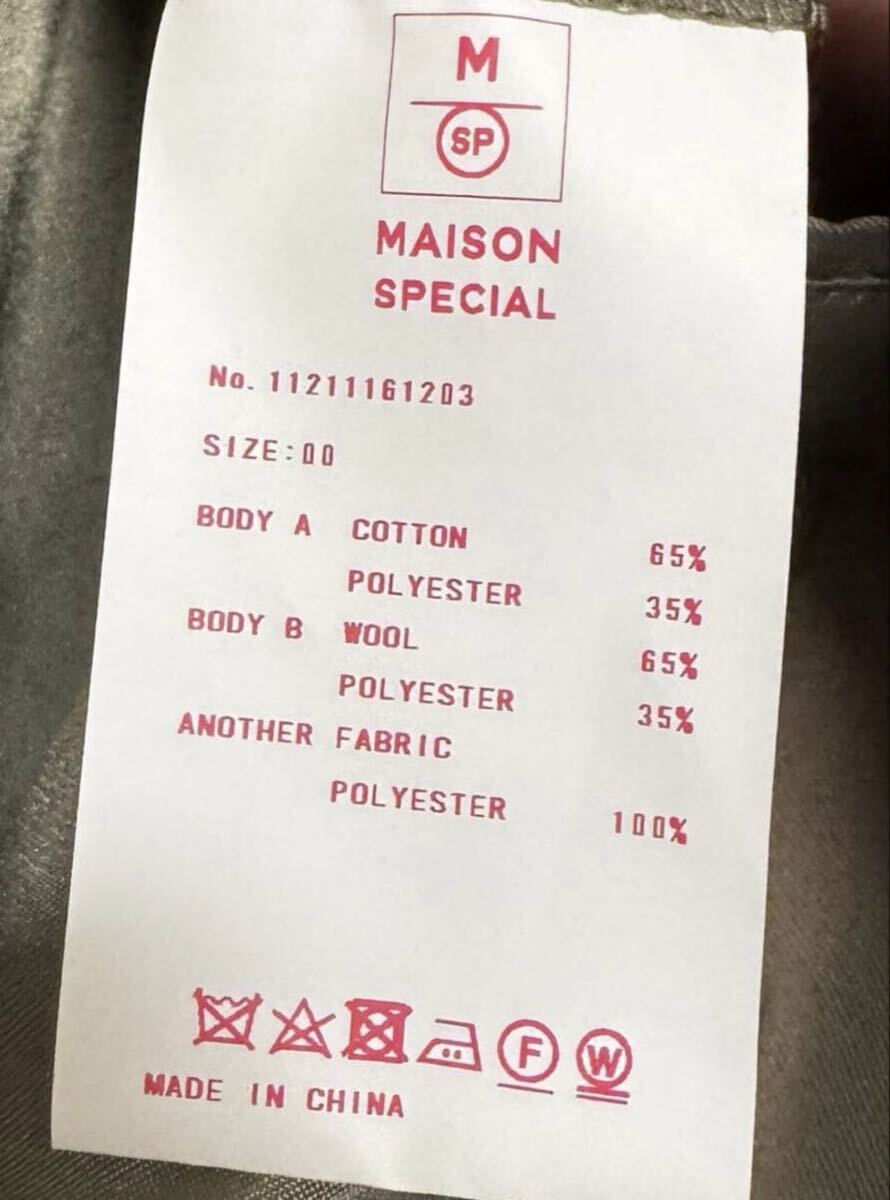 M
SP
MAISON
SPECIAL
No. 11211161203
SIZE:00
BODY A COTTON 65%
POLYESTER 35%
BODY B WOOL 65%
POLYESTER 35%
ANOTHER FABRIC
POLYESTER 100%
F W
MADE IN CHINA